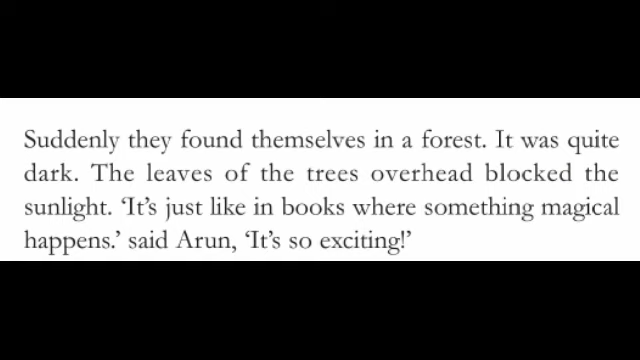 Suddenly they found themselves in a forest. It was quite
dark. The leaves of the trees overhead blocked the
sunlight. ‘It’s just like in books where something magical
happens.’ said Arun, ‘It’s so exciting!’